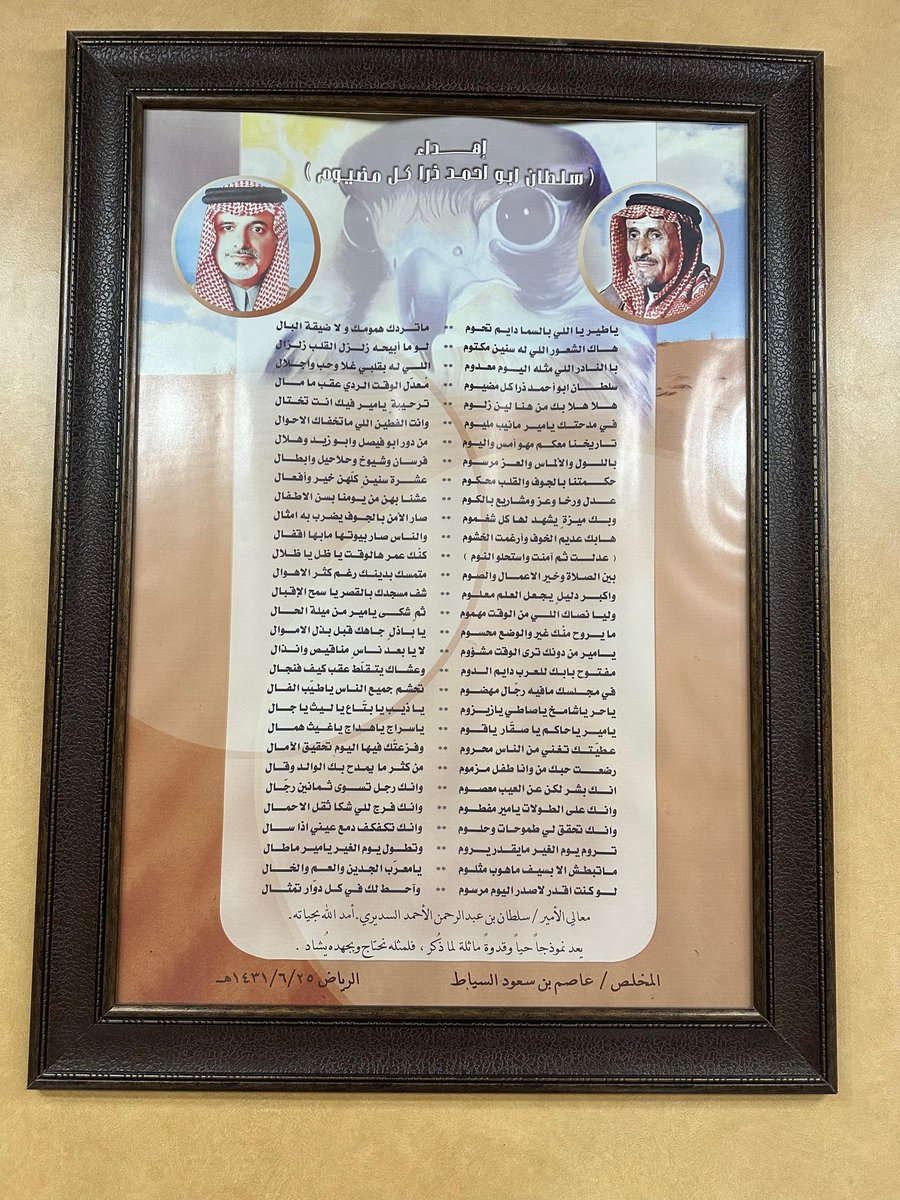 إهداء
( سلطان ابو احمد ذرا كل مضيوم )
ياطير يا اللي بالسما دايم تحوم ** ماتردك همومك و لا ضيقة البال
هاك الشعور اللي له سنين مكتوم ** لو ما أبيحه زلزل القلب زلزال
يا النادر اللي مثله اليوم معدوم ** اللي له بقلبي غلا وحب وأجلال
سلطان ابوأحمد ذراكل مضيوم ** معدل الوقت الردي عقب ما مال
هلا هلا بك من هنا لين زلوم ** ترحيبة يامير فيك انت تختال
في مدحتك يامير مانيب مليوم ** وانت الفطين اللي ماتخفاك الاحوال
تاريخنا معكم مهو أمس واليوم ** من دور ابو فيصل وابو زيد وهلال
باللول والألماس والعز مرسوم ** فرسان وشيوخ وحلاحيل وابطال
حكمتنا بالجوف والقلب محكوم ** عشرة سنين كلهن خير وأفعال
عدل ورخا وعز ومشاريع بالكوم ** عشنا بهن من يومنا بسن الاطفال
وبك ميزة يشهد لها كل شغموم ** صار الأمن بالجوف يضرب به امثال
هابك عديم الخوف وأرغمت الخشوم ** والناس صار بيوتها مابها اقفال
( عدلت ثم آمنت واستحلوا النوم ) ** كنك عمر هالوقت يا ظل يا ظلال
بين الصلاة وخير الاعمال والصوم ** متمسك بدينك رغم كثر الاهوال
واكبر دليل يجعل العلم معلوم ** شف مسجدك بالقصر يا سمح الإقبال
وليا نصاك اللي من الوقت مهموم ** ثم شكى يامير من ميلة الحال
ما يروح منك غير والوضع محسوم ** يا باذل جاهك قبل بذل الاموال
يامير من دونك ترى الوقت مشؤوم ** لا يا بعد ناس مناقيص وانذال
مفتوح بابك للعرب دايم الدوم ** وعشاك يتقلط عقب كيف فنجال
في مجلسك مافيه رجال مهضوم ** تحشم جميع الناس ياطيب الفال
ياحر ياشامخ ياصاطي يازيزوم ** يا ذيب يا بتاع يا ليث يا جال
يامير ياحاكم يا صقار ياقوم ** ياسراج ياهداج ياغيث همال
عطيتك تغني من الناس محروم ** وفزعتك فيها اليوم تحقيق الأمال
رضعت حبك من وانا طفل مزموم ** من كثر ما يمدح بك الوالد وقال
انك بشر لكن عن العيب معصوم ** وانك رجل تسوى ثمانين رجال
وانك على الطولات يامير مفطوم ** وانك فرج للي شكا ثقل الاحمال
وانك تحقق لي طموحات وحلوم ** وانك تكفكف دمع عيني اذا سال
تروم يوم الغير مايقدر يروم ** وتطول يوم الغير يامير ماطال
ماتبطش الا بسيف ماهوب مثلوم ** يامعرب الجدين والعم والخال
لو كنت اقدر لاصدر اليوم مرسوم ** وأحط لك في كل دوار تمثال
معالي الأمير / سلطان بن عبدالرحمن الأحمد السديري. أمد الله بحياته.
يعد نموذجاً حياً وقدوةً ماثلة لما ذُكر ، فلمثله نحتاج وبجهده يُشاد .
المخلص / عاصم بن سعود السياط الرياض ١٤٣١/٦/٢٥هـ